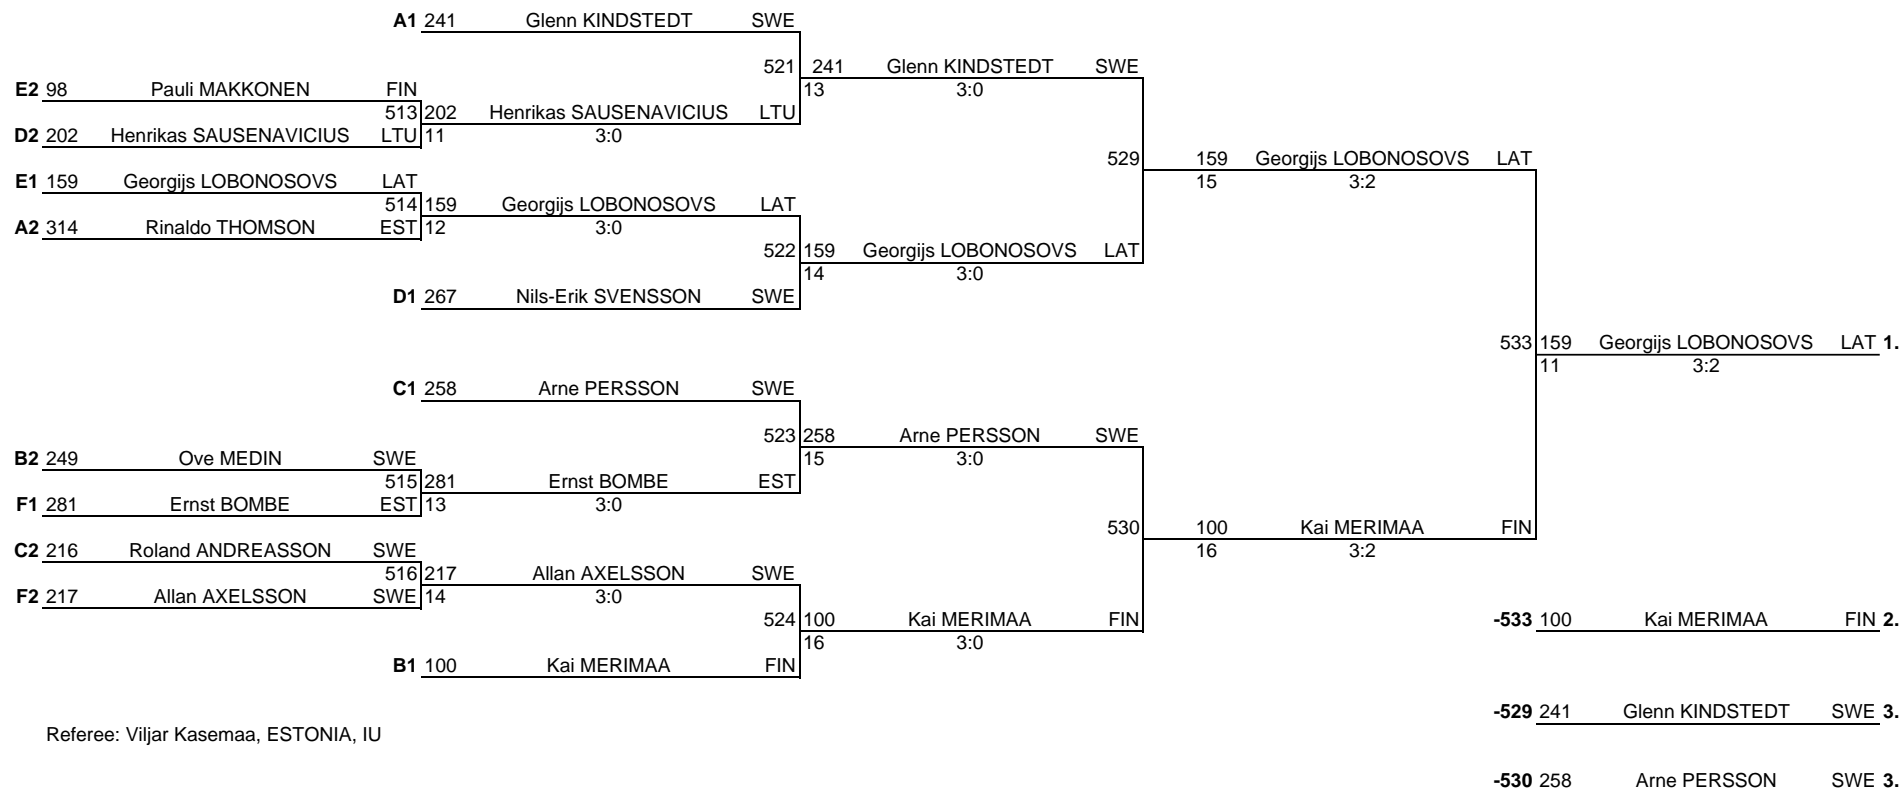 A1 241 Glenn KINDSTEDT SWE
521 241 Glenn KINDSTEDT SWE
E2 98 Pauli MAKKONEN FIN 13 3:0
513 202 Henrikas SAUSENAVICIUS LTU
D2 202 Henrikas SAUSENAVICIUS LTU 11 3:0
529 159 Georgijs LOBONOSOVS LAT
E1 159 Georgijs LOBONOSOVS LAT 15 3:2
514 159 Georgijs LOBONOSOVS LAT
A2 314 Rinaldo THOMSON EST 12 3:0
522 159 Georgijs LOBONOSOVS LAT
14 3:0
D1 267 Nils-Erik SVENSSON SWE
533 159 Georgijs LOBONOSOVS LAT 1.
11 3:2
C1 258 Arne PERSSON SWE
523 258 Arne PERSSON SWE
B2 249 Ove MEDIN SWE 15 3:0
515 281 Ernst BOMBE EST
F1 281 Ernst BOMBE EST 13 3:0
530 100 Kai MERIMAA FIN
C2 216 Roland ANDREASSON SWE 16 3:2
516 217 Allan AXELSSON SWE
F2 217 Allan AXELSSON SWE 14 3:0
524 100 Kai MERIMAA FIN -533 100 Kai MERIMAA FIN 2.
16 3:0
B1 100 Kai MERIMAA FIN
-529 241 Glenn KINDSTEDT SWE 3.
Referee: Viljar Kasemaa, ESTONIA, IU
-530 258 Arne PERSSON SWE 3.